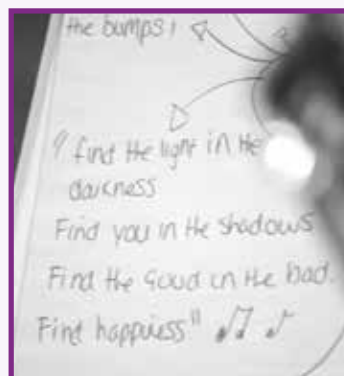 the bumps!
"find the light in the
darkness
Find you in the shadows
Find the Good in the bad.
Find happiness"